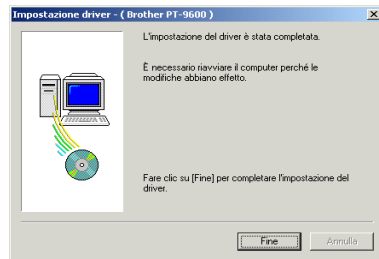 Impostazione driver - ( Brother PT-9600 )
L'impostazione del driver è stata completata.
È necessario riavviare il computer perché le
modifiche abbiano effetto.
Fare clic su [Fine] per completare l'impostazione del
driver.
Fine
Annulla